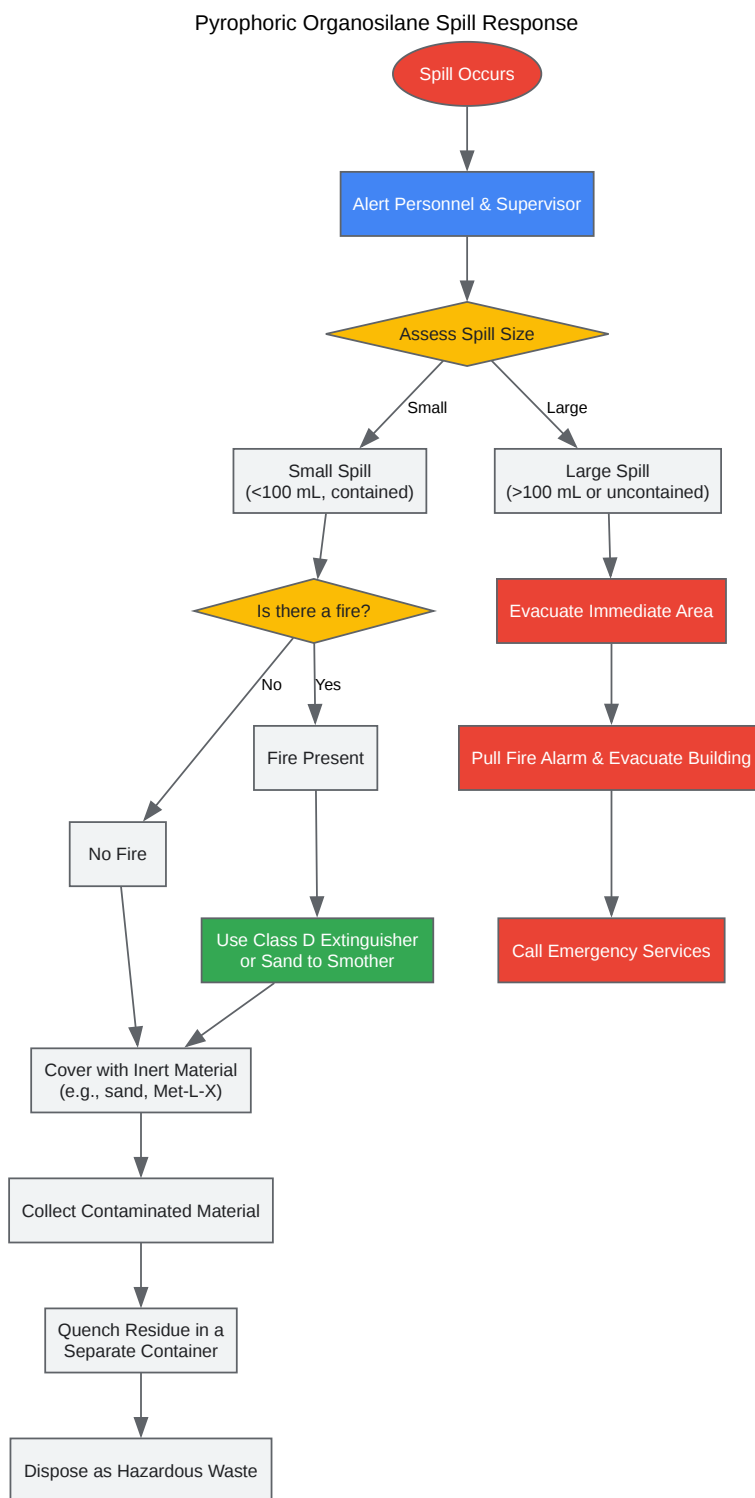 Pyrophoric Organosilane Spill Response
Spill Occurs
Alert Personnel & Supervisor
Assess Spill Size
Small
Large
Small Spill
(<100 mL, contained)
Large Spill
(>100 mL or uncontained)
Is there a fire?
Evacuate Immediate Area
No
Yes
Fire Present
Pull Fire Alarm & Evacuate Building
No Fire
Use Class D Extinguisher
or Sand to Smother
Call Emergency Services
Cover with Inert Material
(e.g., sand, Met-L-X)
Collect Contaminated Material
Quench Residue in a
Separate Container
Dispose as Hazardous Waste